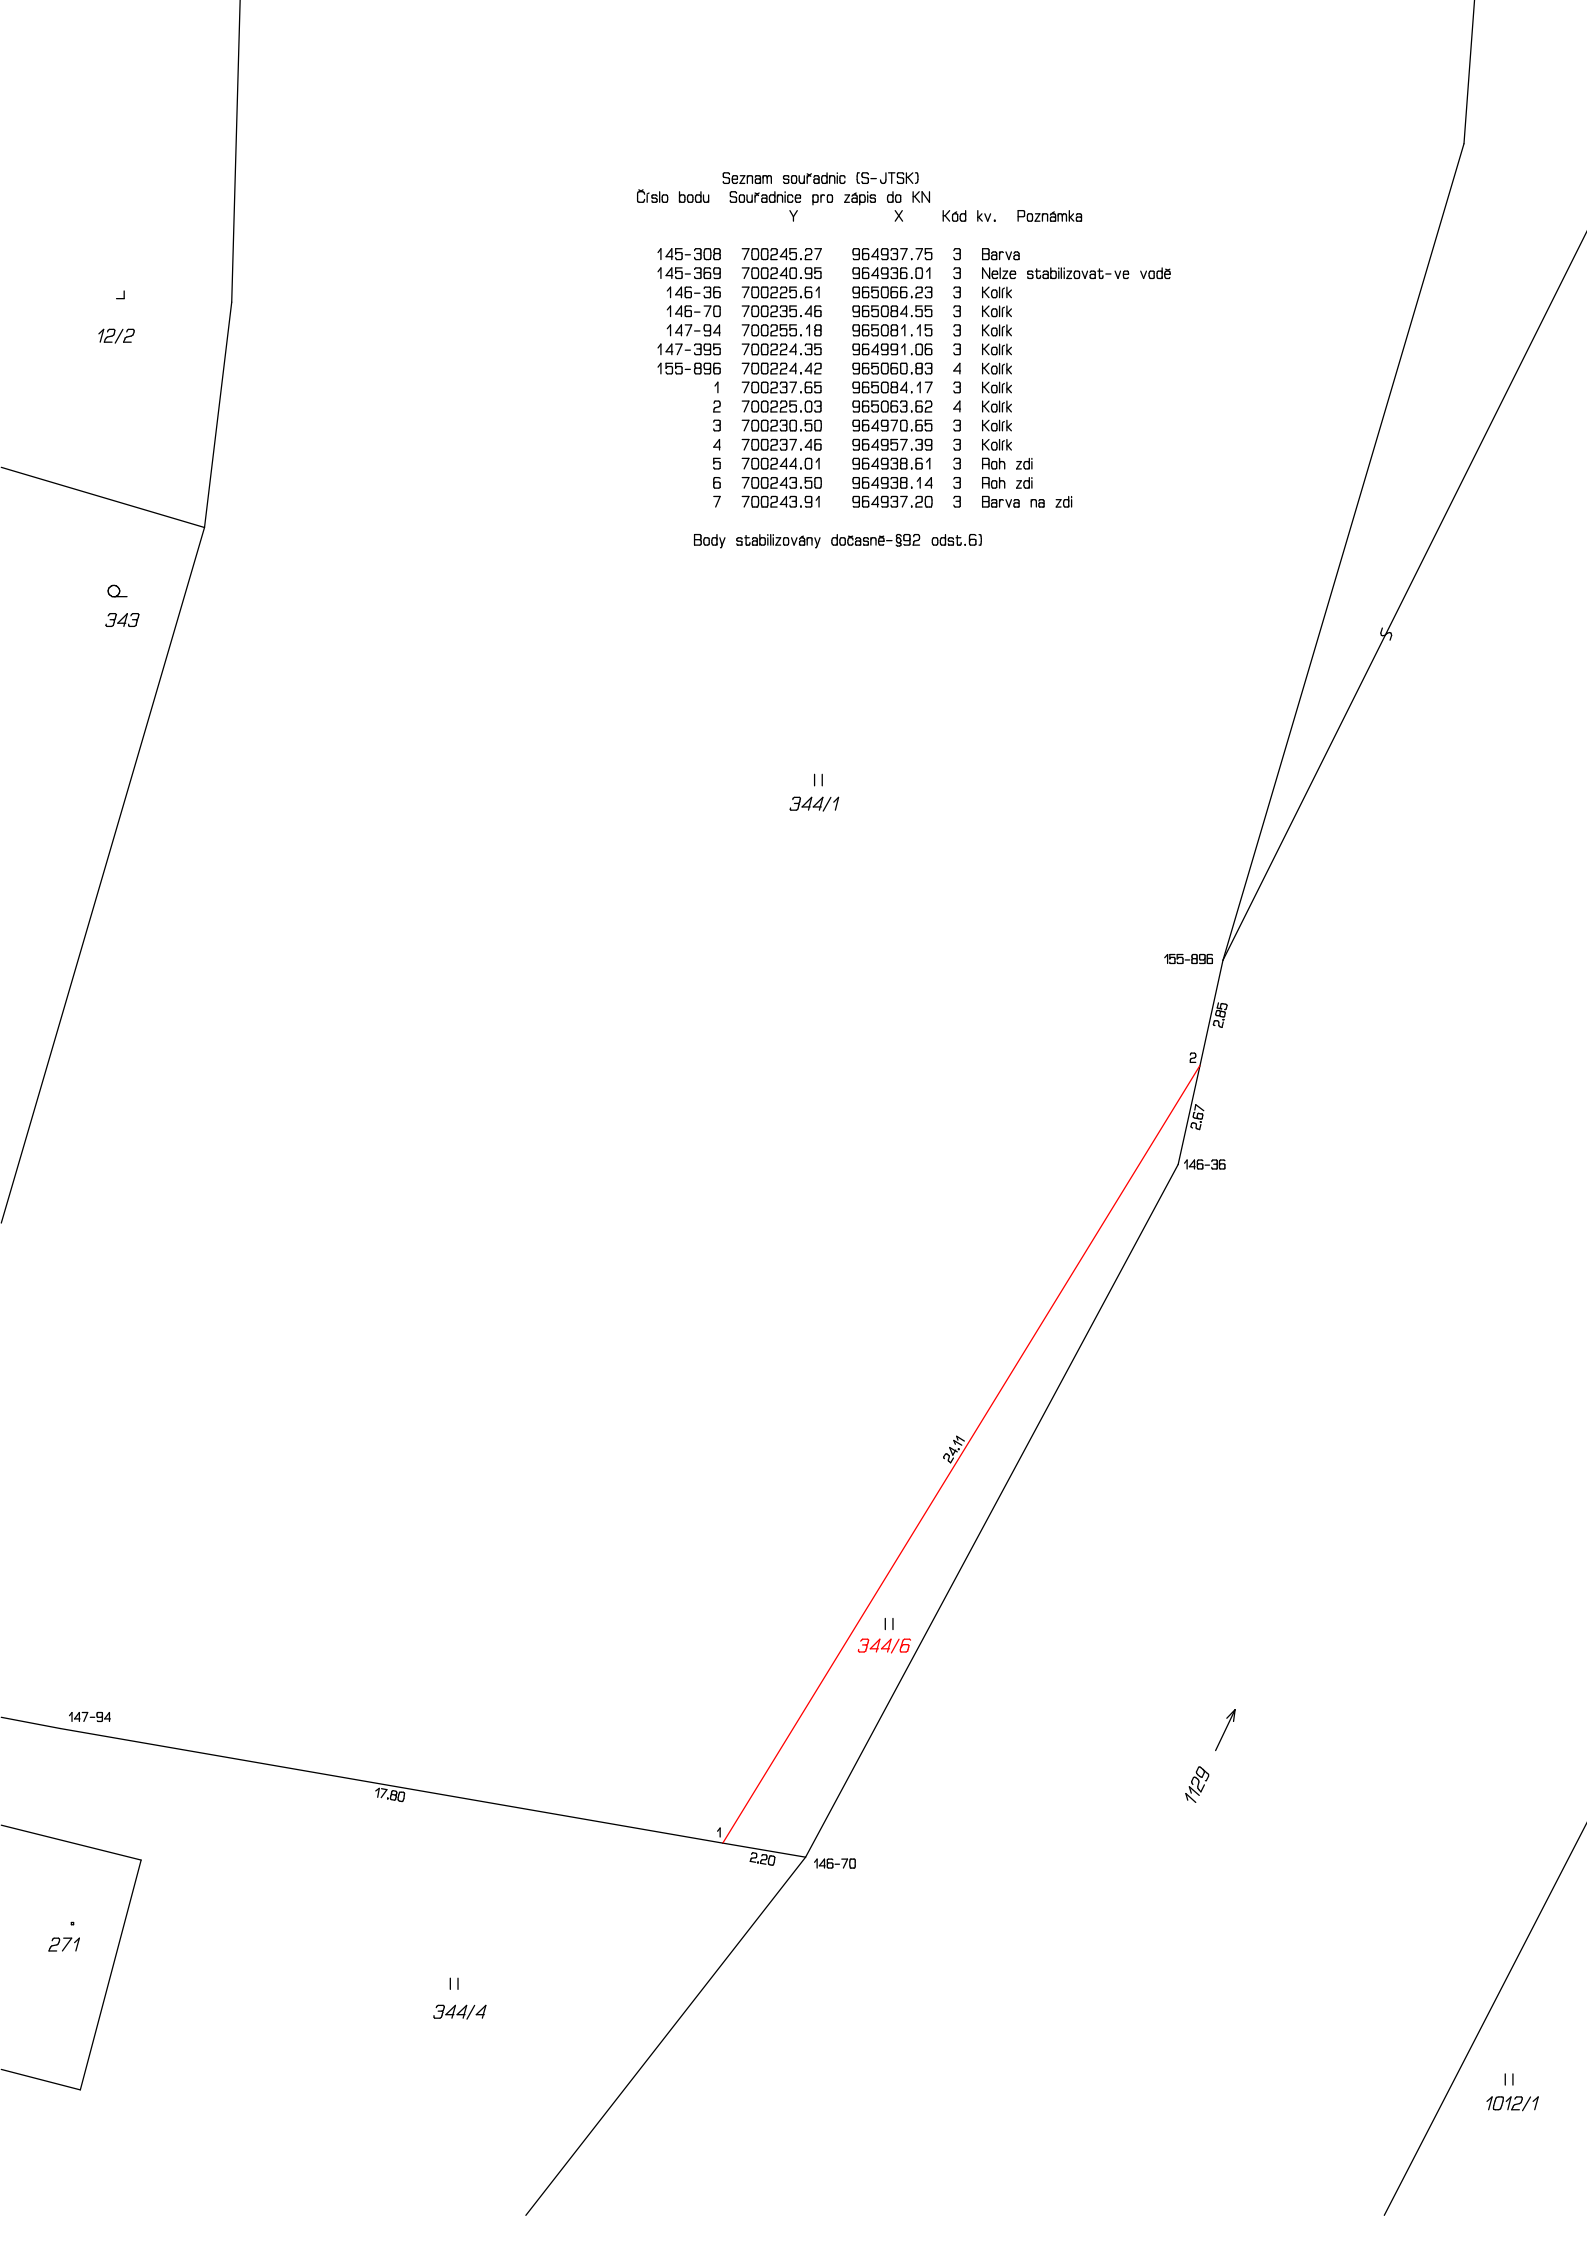 Seznam souřadnic (S-JTSK)
Číslo bodu Souřadnice pro zápis do KN
Y X Kód kv. Poznámka
145-308 700245.27 964937.75 3 Barva
145-369 700240.95 964936.01 3 Nelze stabilizovat-ve vodě
146-36 700225.61 965066.23 3 Kolík
146-70 700235.46 965084.55 3 Kolík
147-94 700255.18 965081.15 3 Kolík
147-395 700224.35 964991.06 3 Kolík
155-896 700224.42 965060.83 4 Kolík
1 700237.65 965084.17 3 Kolík
2 700225.03 965063.62 4 Kolík
3 700230.50 964970.65 3 Kolík
4 700237.46 964957.39 3 Kolík
5 700244.01 964938.61 3 Roh zdi
6 700243.50 964938.14 3 Roh zdi
7 700243.91 964937.20 3 Barva na zdi
Body stabilizovány dočasně-§92 odst.6)
12/2
343
344/1
155-896
2.85
2
2.67
146-36
24.11
344/6
147-94
17.80
1
2.20
146-70
1129
271
344/4
1012/1